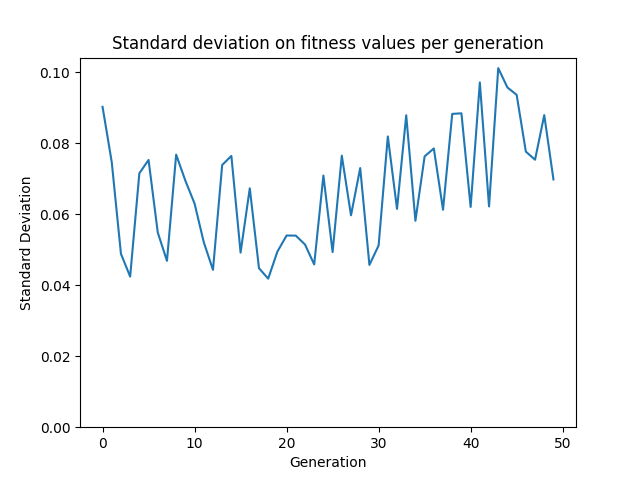 Standard deviation on fitness values per generation
0.10
0.08
0.06
0.04
0.02
0.00
Standard Deviation
0 10 20 30 40 50
Generation